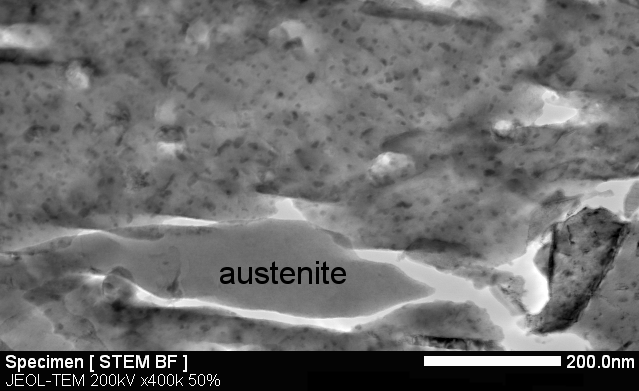 austenite
Specimen [ STEM BF ]
200.0nm
JEOL-TEM 200kV x400k 50%